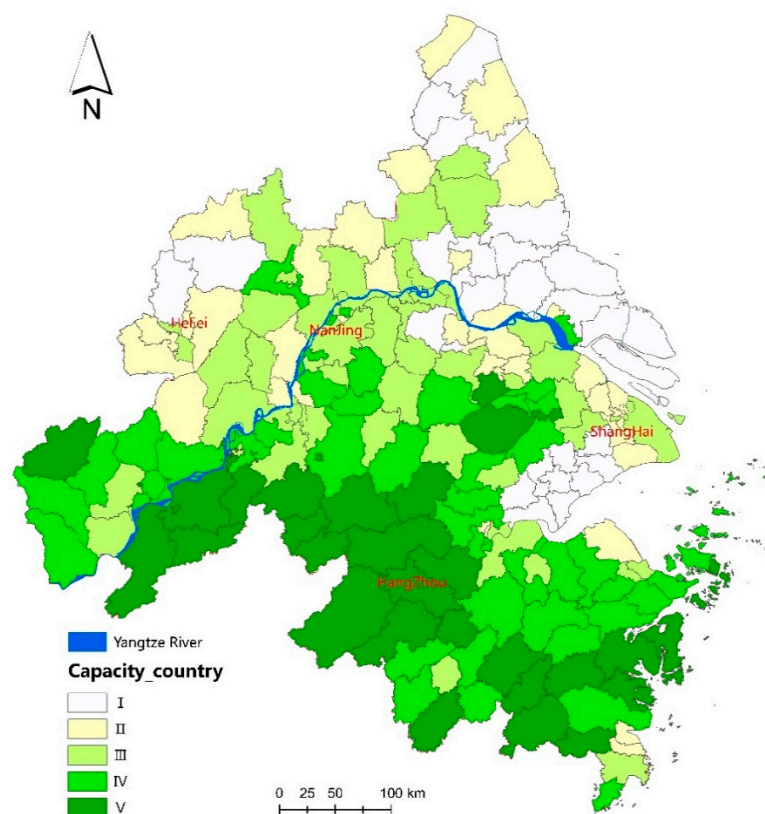 N
HeFei
NanJing
ShangHai
HangZhou
Yangtze River
Capacity_country
I
II
III
IV
V
0 25 50 100 km